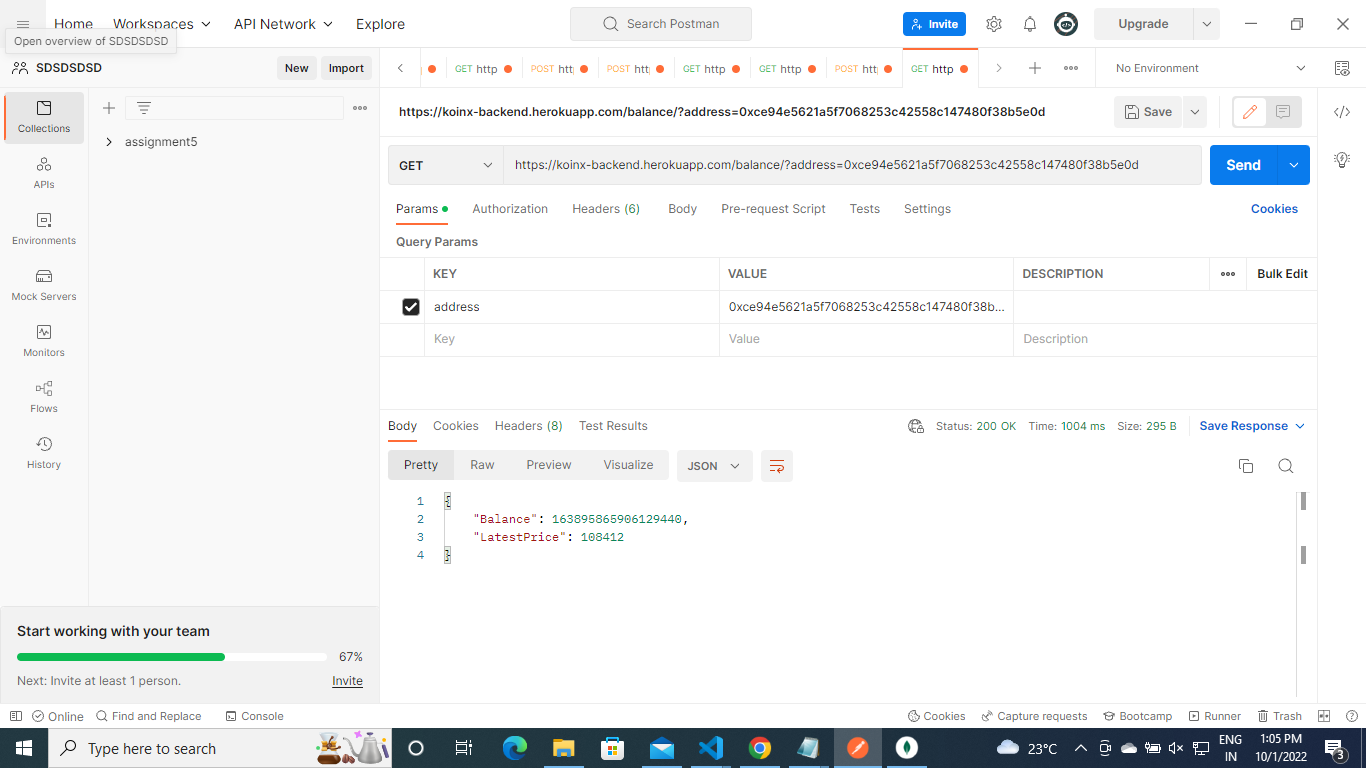 Home Workspaces API Network Explore Search Postman Invite Upgrade
Open overview of SDSDSDSD
SDSDSDSD New Import
GET http GET http POST htt POST htt GET http GET http POST htt GET http No Environment
https://koinx-backend.herokuapp.com/balance/?address=0xce94e5621a5f7068253c42558c147480f38b5e0d Save
Collections
assignment5
APIs
Environments
Mock Servers
Monitors
Flows
History
GET https://koinx-backend.herokuapp.com/balance/?address=0xce94e5621a5f7068253c42558c147480f38b5e0d Send
Params Authorization Headers (6) Body Pre-request Script Tests Settings Cookies
Query Params
KEY VALUE DESCRIPTION Bulk Edit
address 0xce94e5621a5f7068253c42558c147480f38b...
Key Value Description
Body Cookies Headers (8) Test Results Status: 200 OK Time: 1004 ms Size: 295 B Save Response
Pretty Raw Preview Visualize JSON
1 {
2 "Balance": 163895865906129440,
3 "LatestPrice": 108412
4 }
Start working with your team
67%
Next: Invite at least 1 person. Invite
Online Find and Replace Console Cookies Capture requests Bootcamp Runner Trash
Type here to search 23°C ENG IN 1:05 PM 10/1/2022 3